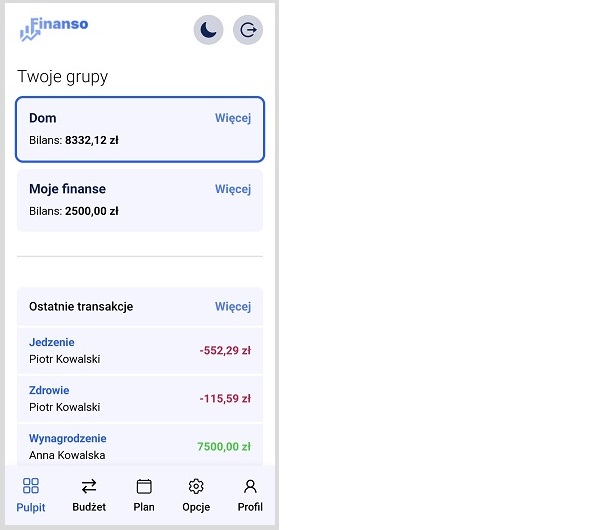 Finanso
Twoje grupy
Dom Więcej
Bilans: 8332,12 zł
Moje finanse Więcej
Bilans: 2500,00 zł
Ostatnie transakcje Więcej
Jedzenie
Piotr Kowalski -552,29 zł
Zdrowie
Piotr Kowalski -115,59 zł
Wynagrodzenie
Anna Kowalska 7500,00 zł
Pulpit Budżet Plan Opcje Profil